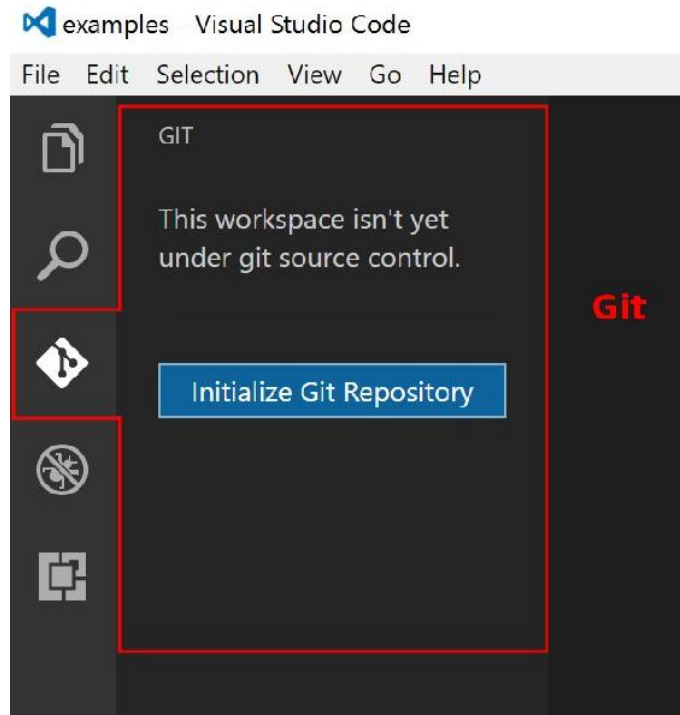 examples Visual Studio Code
File Edit Selection View Go Help
GIT
This workspace isn't yet
under git source control.
Git
Initialize Git Repository